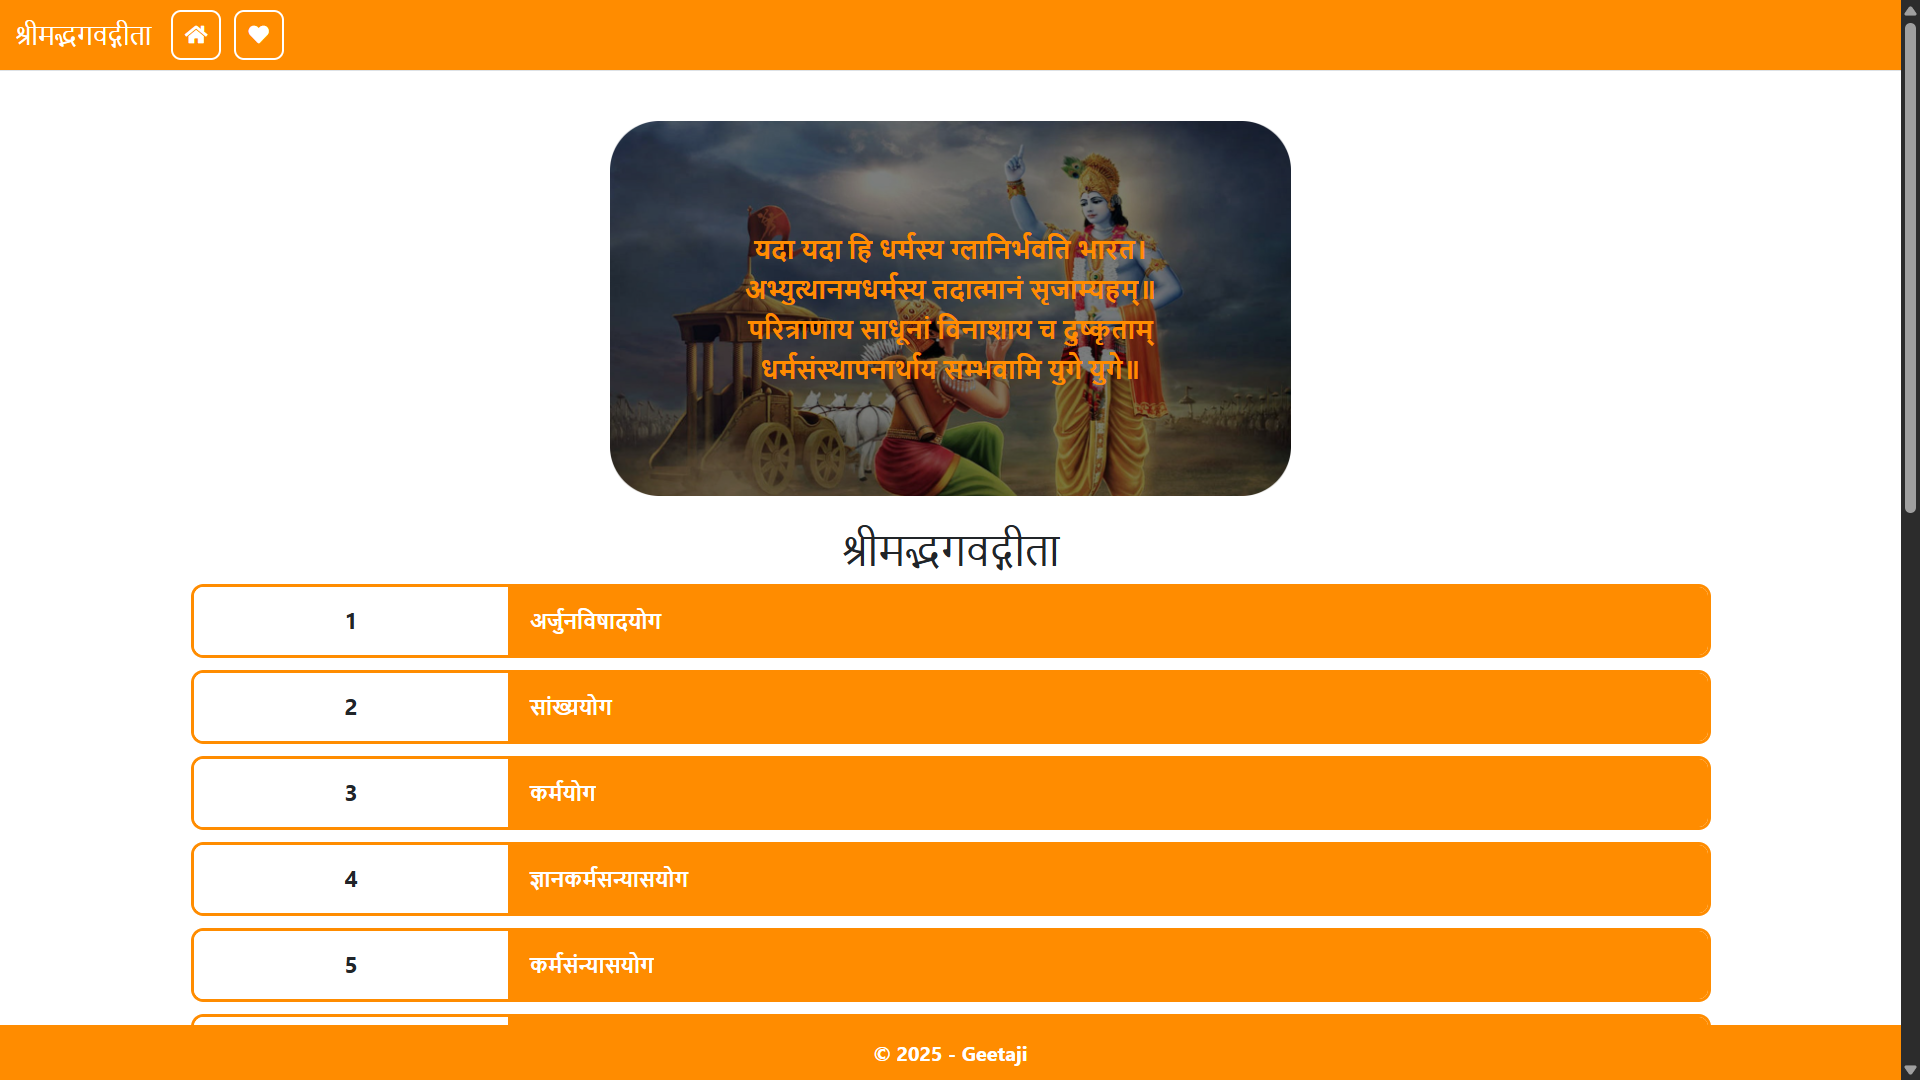 श्रीमद्भगवद्गीता
यदा यदा हि धर्मस्य ग्लानिर्भवति भारत।
अभ्युत्थानमधर्मस्य तदात्मानं सृजाम्यहम्॥
परित्राणाय साधूनां विनाशाय च दुष्कृताम्
धर्मसंस्थापनार्थाय सम्भवामि युगे युगे॥
श्रीमद्भगवद्गीता
1 अर्जुनविषादयोग
2 सांख्ययोग
3 कर्मयोग
4 ज्ञानकर्मसन्यासयोग
5 कर्मसंन्यासयोग
© 2025 - Geetaji